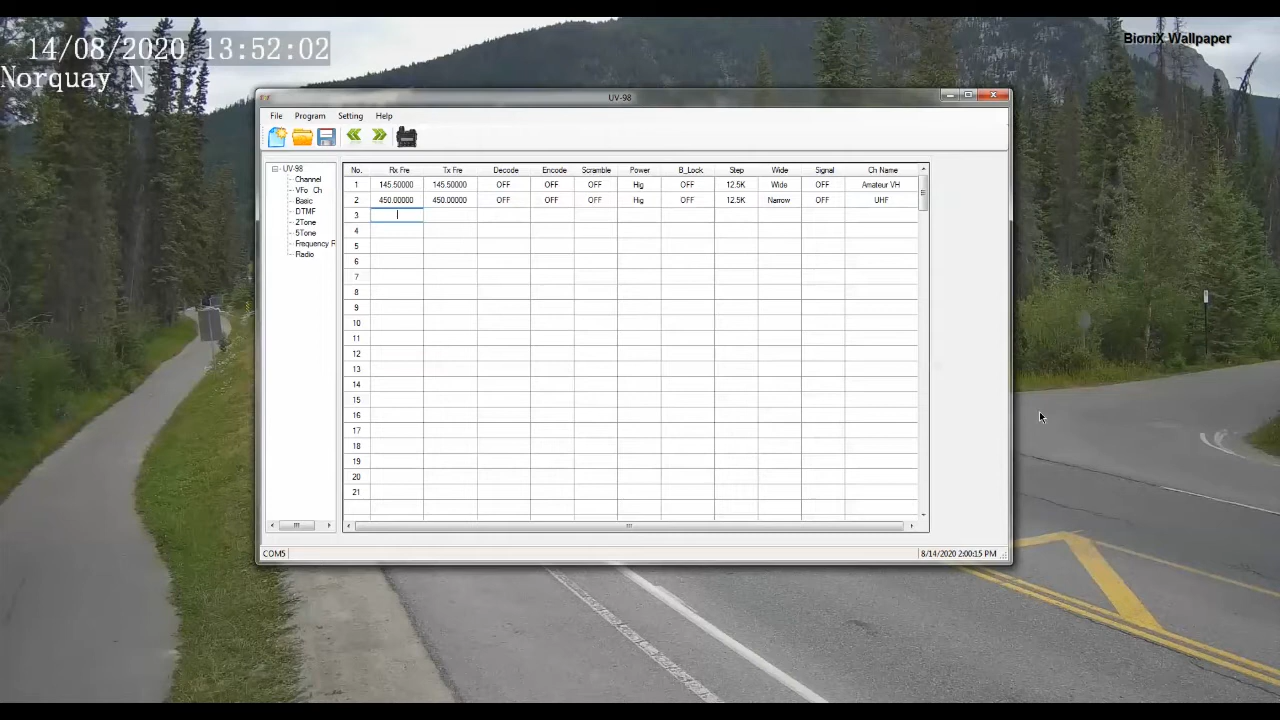 14/08/2020 13:52:02
BioniX Wallpaper
Norquay N
UV-98
File Program Setting Help
UV-98
Channel
VFo Ch
Basic
DTMF
2Tone
5Tone
Frequency R
Radio
No. Rx Fre Tx Fre Decode Encode Scramble Power B_Lock Step Wide Signal Ch Name
1 145.50000 145.50000 OFF OFF OFF Hig OFF 12.5K Wide OFF Amateur VH
2 450.00000 450.00000 OFF OFF OFF Hig OFF 12.5K Narrow OFF UHF
3
4
5
6
7
8
9
10
11
12
13
14
15
16
17
18
19
20
21
COM5 8/14/2020 2:00:15 PM